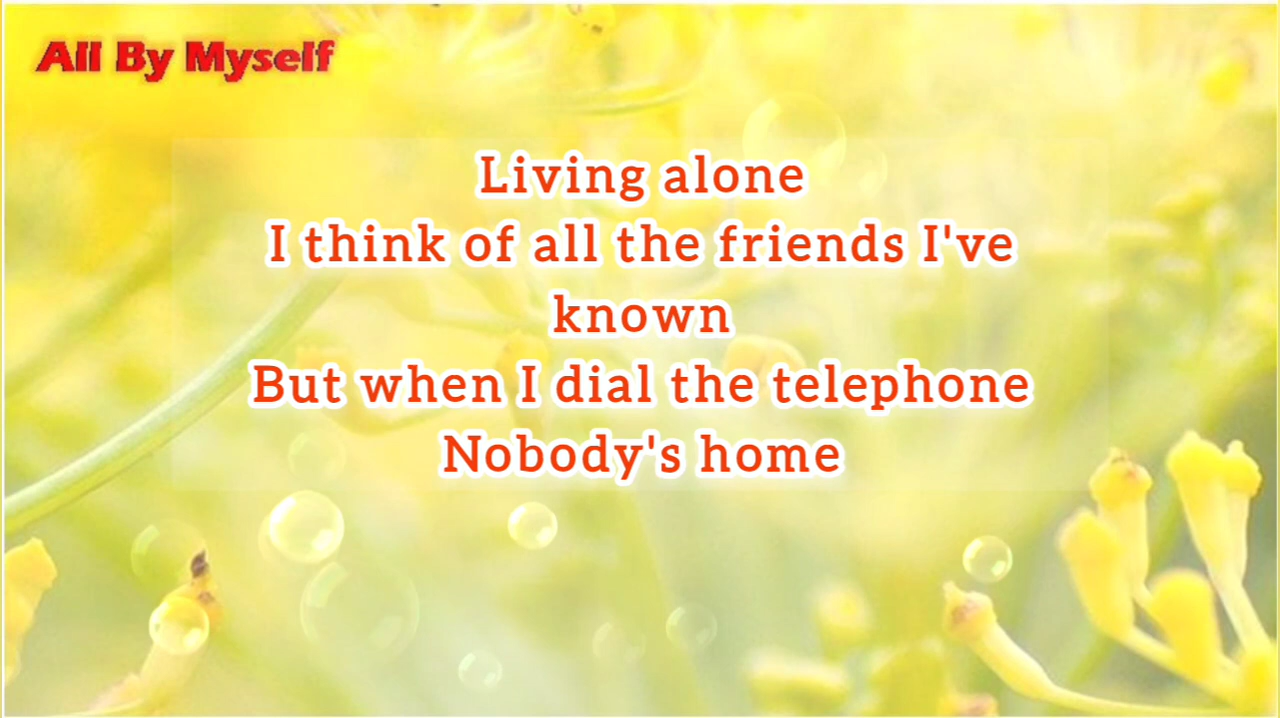 All By Myself
Living alone
I think of all the friends I've
known
But when I dial the telephone
Nobody's home